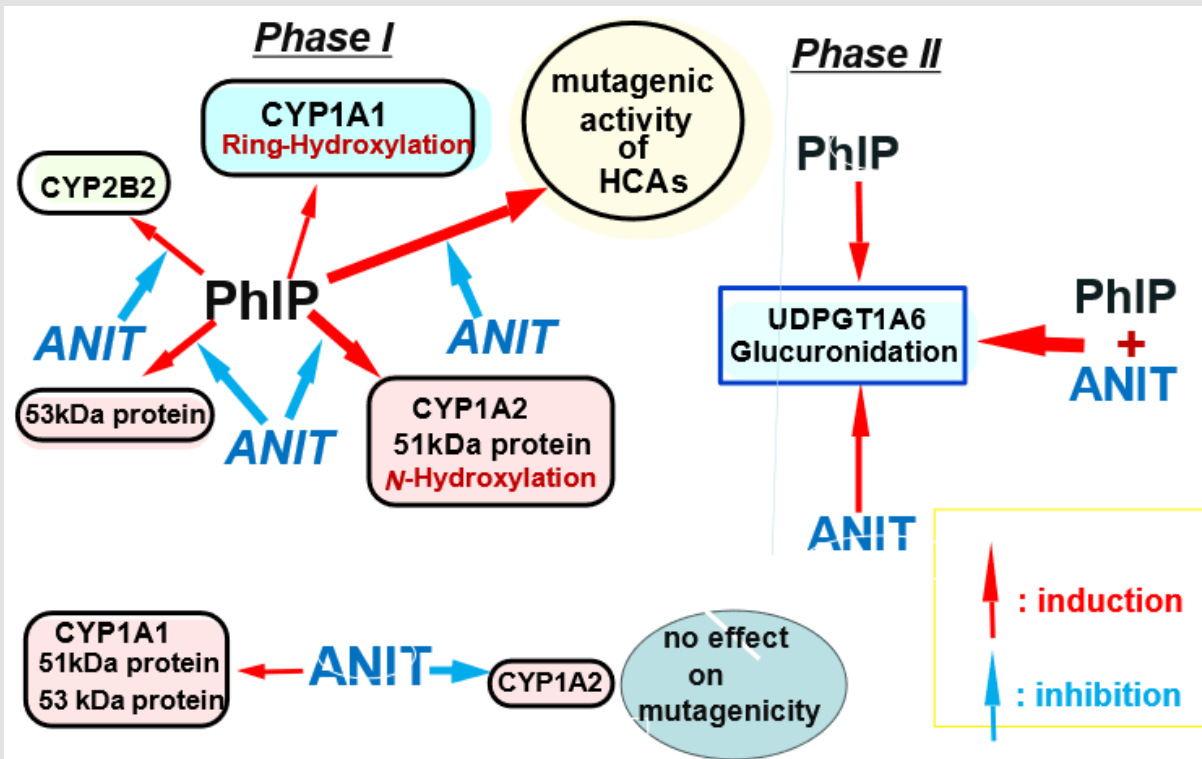 Phase I
CYP1A1
Ring-Hydroxylation
mutagenic
activity
of
HCAs
CYP2B2
PhIP
ANIT
ANIT
53kDa protein
ANIT
CYP1A2
51kDa protein
N-Hydroxylation
CYP1A1
51kDa protein
53 kDa protein
ANIT
CYP1A2
no effect
on
mutagenicity
Phase II
PhIP
UDPGT1A6
Glucuronidation
PhIP
+
ANIT
ANIT
: induction
: inhibition